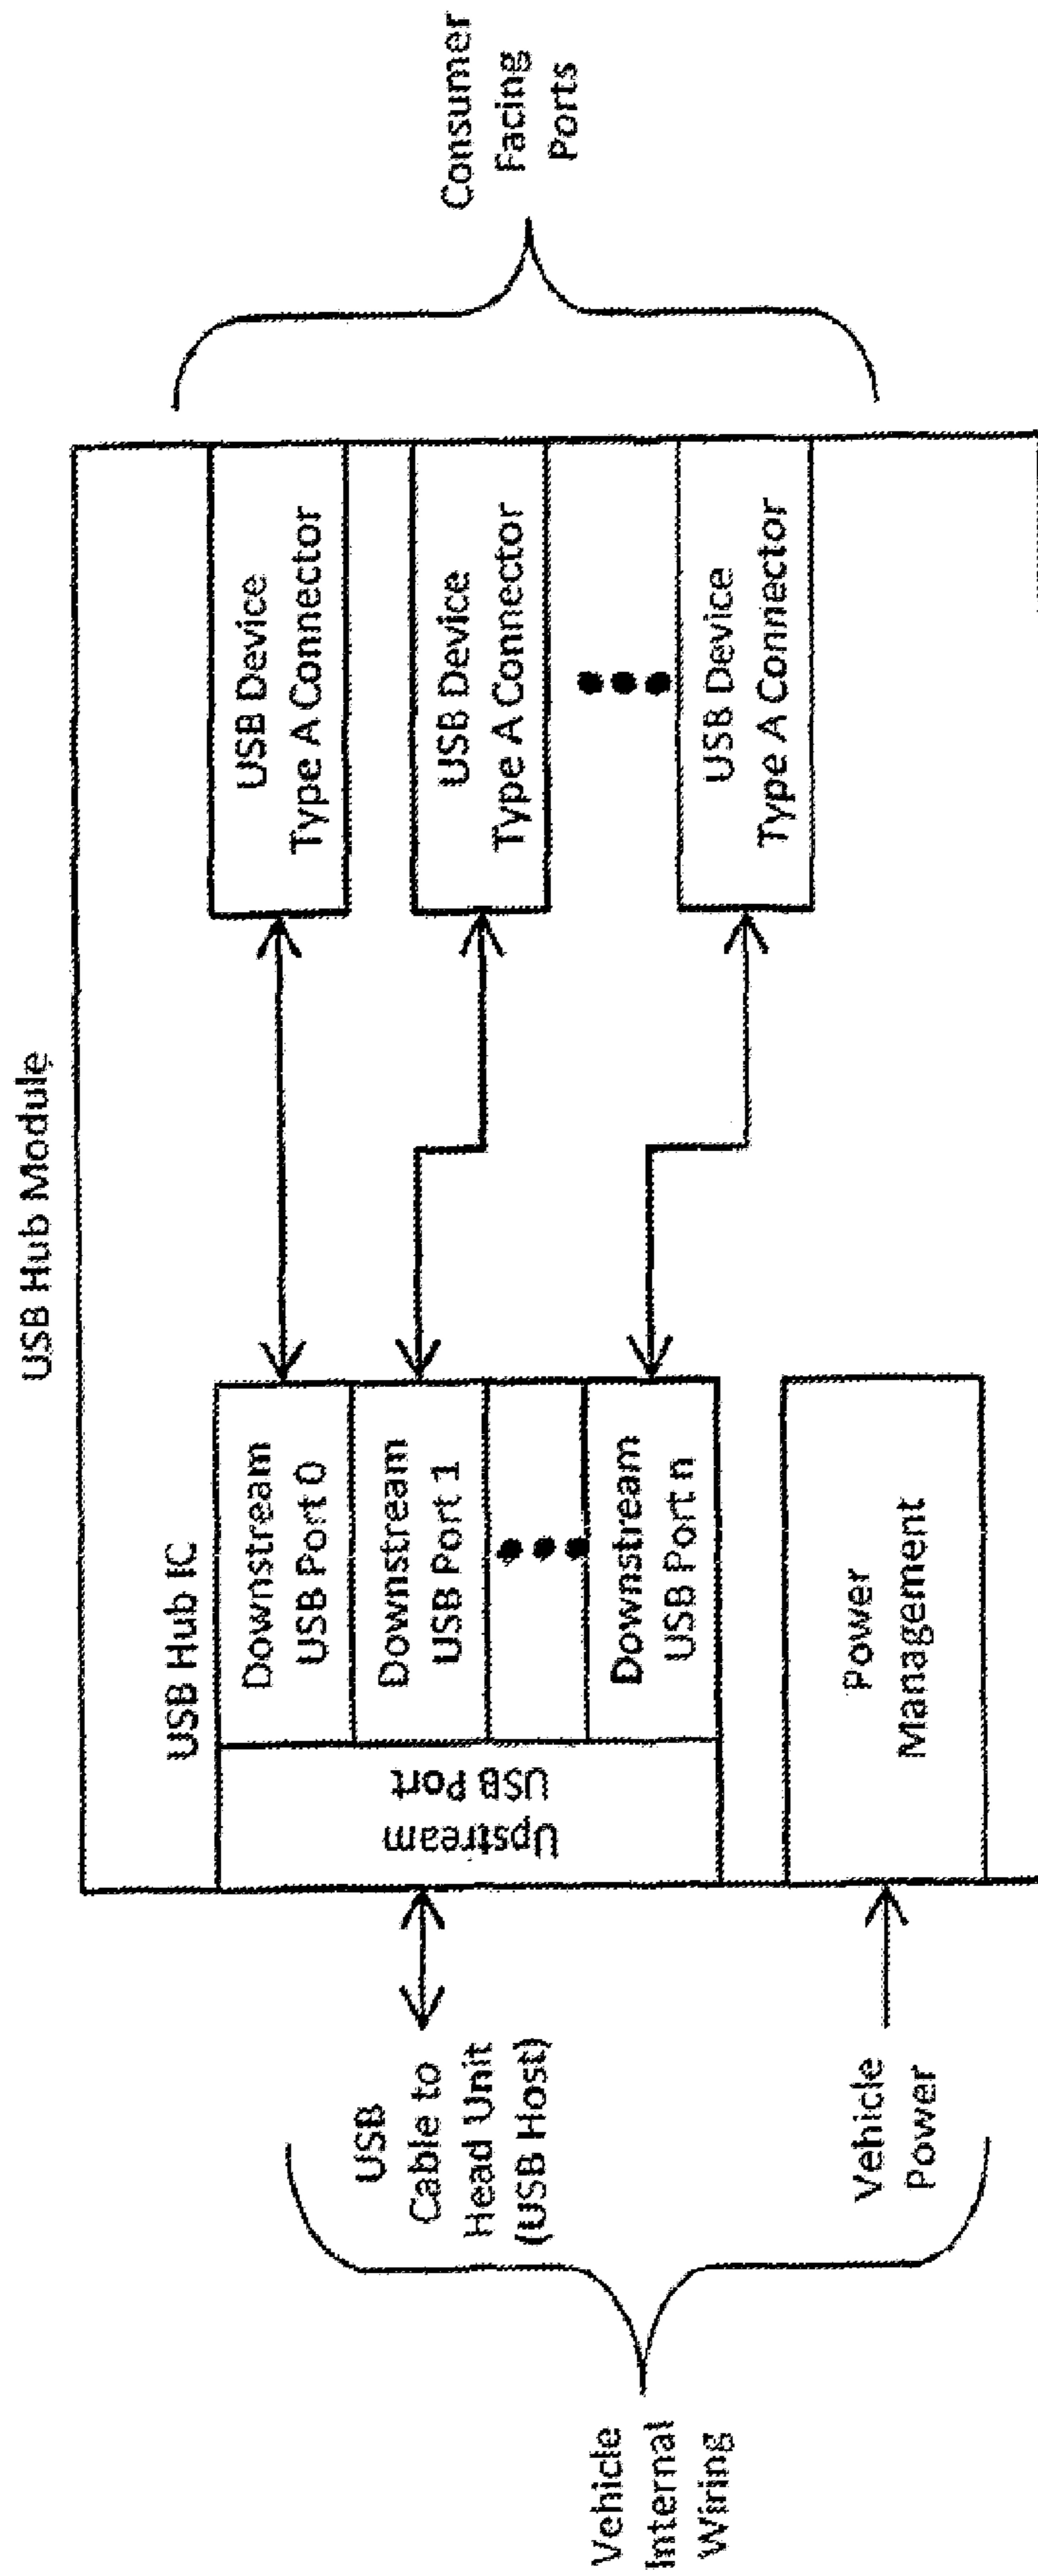 USB Hub Module
USB Hub IC
Upstream
USB Port
Downstream
USB Port 0
Downstream
USB Port 1
Downstream
USB Port n
Power
Management
USB Device
Type A Connector
USB Device
Type A Connector
USB Device
Type A Connector
Consumer
Facing
Ports
USB
Cable to
Head Unit
(USB Host)
Vehicle
Power
Vehicle
Internal
Wiring